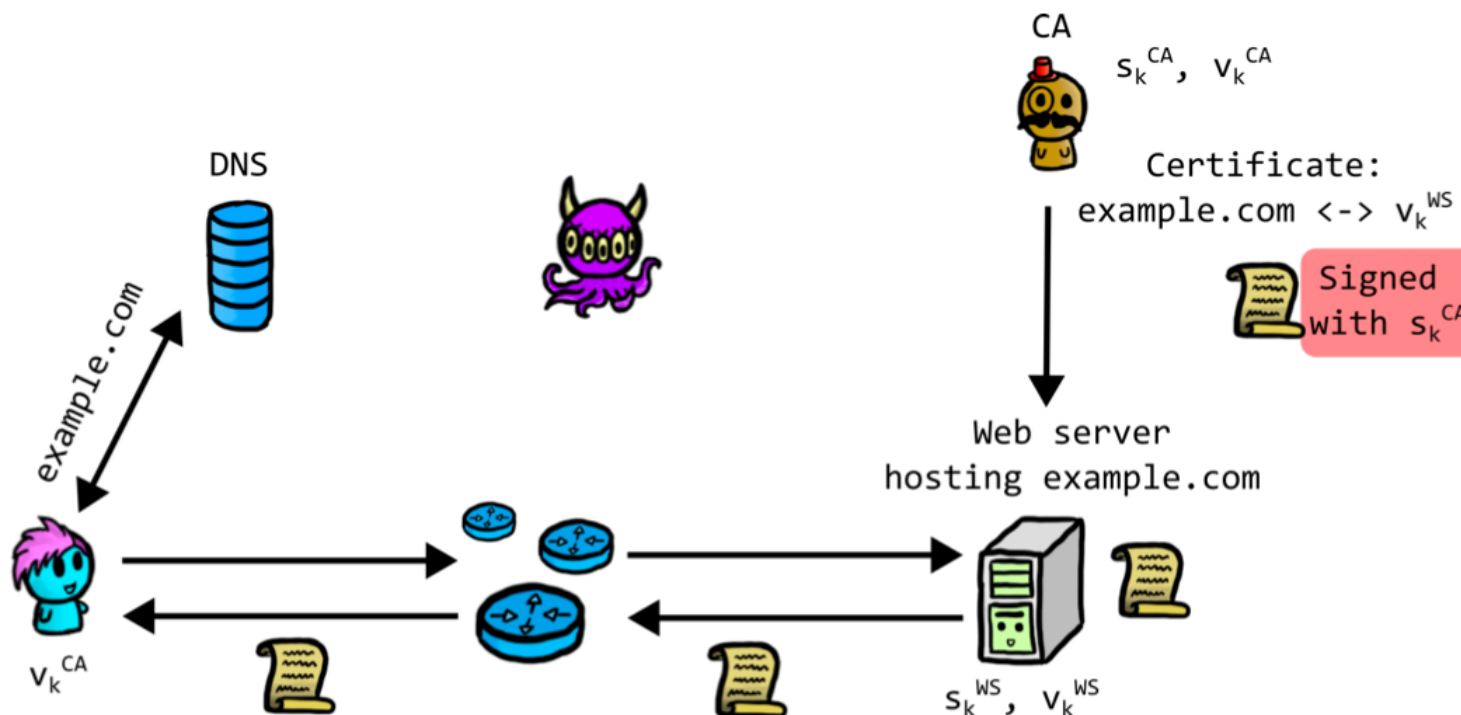 CA
s_k^CA, v_k^CA
DNS
Certificate:
example.com <-> v_k^WS
Signed
with s_k^CA
example.com
Web server
hosting example.com
v_k^CA
s_k^WS, v_k^WS